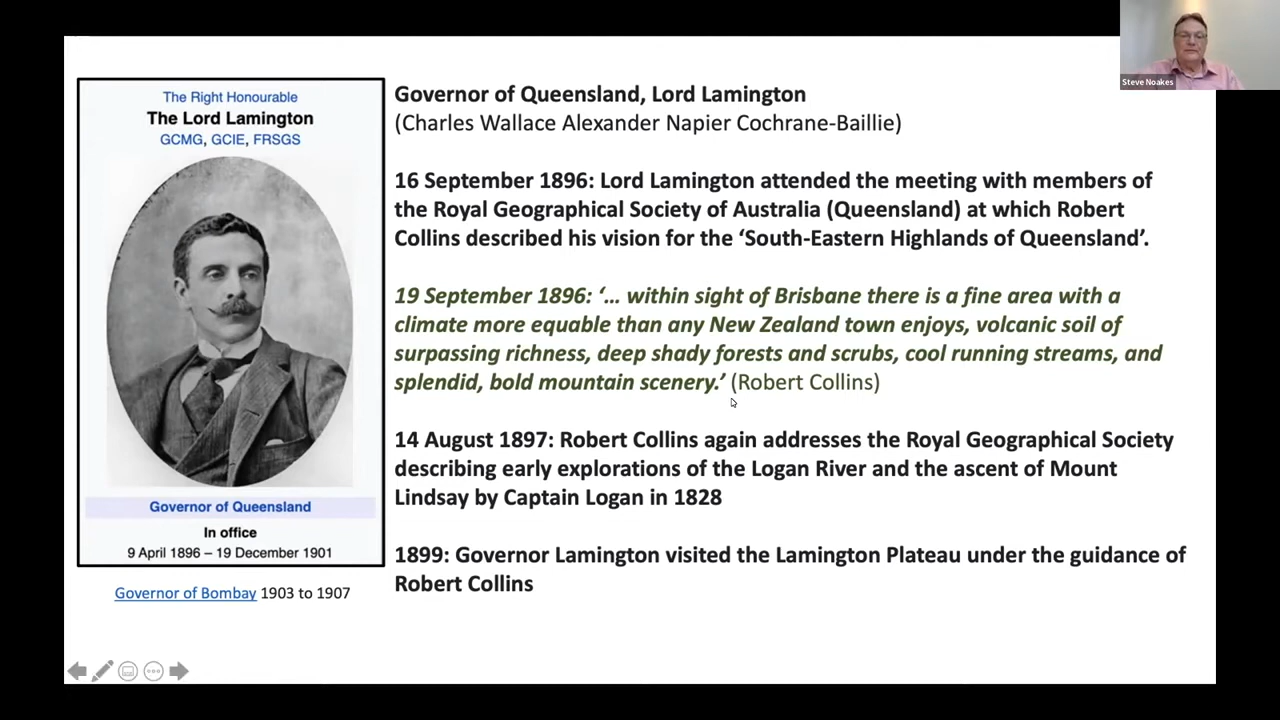 Steve Noakes
The Right Honourable
The Lord Lamington
GCMG, GCIE, FRSGS
Governor of Queensland
In office
9 April 1896 – 19 December 1901
Governor of Bombay 1903 to 1907
Governor of Queensland, Lord Lamington
(Charles Wallace Alexander Napier Cochrane-Baillie)
16 September 1896: Lord Lamington attended the meeting with members of
the Royal Geographical Society of Australia (Queensland) at which Robert
Collins described his vision for the ‘South-Eastern Highlands of Queensland’.
19 September 1896: ‘… within sight of Brisbane there is a fine area with a
climate more equable than any New Zealand town enjoys, volcanic soil of
surpassing richness, deep shady forests and scrubs, cool running streams, and
splendid, bold mountain scenery.’ (Robert Collins)
14 August 1897: Robert Collins again addresses the Royal Geographical Society
describing early explorations of the Logan River and the ascent of Mount
Lindsay by Captain Logan in 1828
1899: Governor Lamington visited the Lamington Plateau under the guidance of
Robert Collins